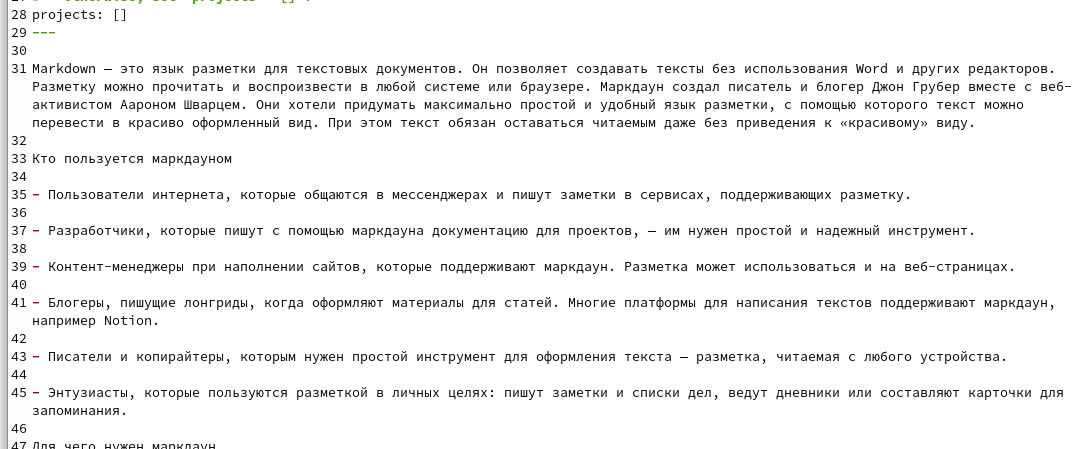 28 projects: []
29 ---
30
31 Markdown — это язык разметки для текстовых документов. Он позволяет создавать тексты без использования Word и других редакторов.
Разметку можно прочитать и воспроизвести в любой системе или браузере. Маркдаун создал писатель и блогер Джон Грубер вместе с веб-
активистом Аароном Шварцем. Они хотели придумать максимально простой и удобный язык разметки, с помощью которого текст можно
перевести в красиво оформленный вид. При этом текст обязан оставаться читаемым даже без приведения к «красивому» виду.
32
33 Кто пользуется маркдауном
34
35 - Пользователи интернета, которые общаются в мессенджерах и пишут заметки в сервисах, поддерживающих разметку.
36
37 - Разработчики, которые пишут с помощью маркдауна документацию для проектов, — им нужен простой и надежный инструмент.
38
39 - Контент-менеджеры при наполнении сайтов, которые поддерживают маркдаун. Разметка может использоваться и на веб-страницах.
40
41 - Блогеры, пишущие лонгриды, когда оформляют материалы для статей. Многие платформы для написания текстов поддерживают маркдаун,
например Notion.
42
43 - Писатели и копирайтеры, которым нужен простой инструмент для оформления текста — разметка, читаемая с любого устройства.
44
45 - Энтузиасты, которые пользуются разметкой в личных целях: пишут заметки и списки дел, ведут дневники или составляют карточки для
запоминания.
46
47 Для чего нужен маркдаун